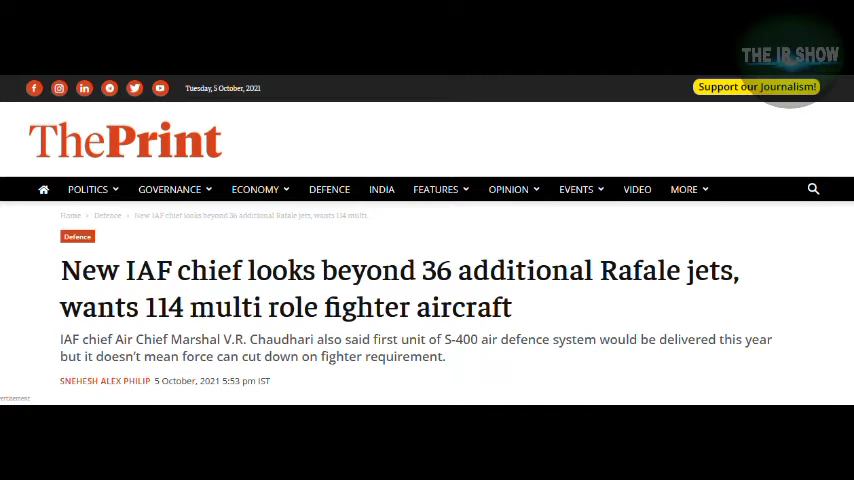 THE IR SHOW
Tuesday, 5 October, 2021
Support our Journalism!
ThePrint
POLITICS GOVERNANCE ECONOMY DEFENCE INDIA FEATURES OPINION EVENTS VIDEO MORE
Home > Defence > New IAF chief looks beyond 36 additional Rafale jets, wants 114 multi.
Defence
New IAF chief looks beyond 36 additional Rafale jets,
wants 114 multi role fighter aircraft
IAF chief Air Chief Marshal V.R. Chaudhari also said first unit of S-400 air defence system would be delivered this year
but it doesn't mean force can cut down on fighter requirement.
SNEHESH ALEX PHILIP 5 October, 2021 5:53 pm IST